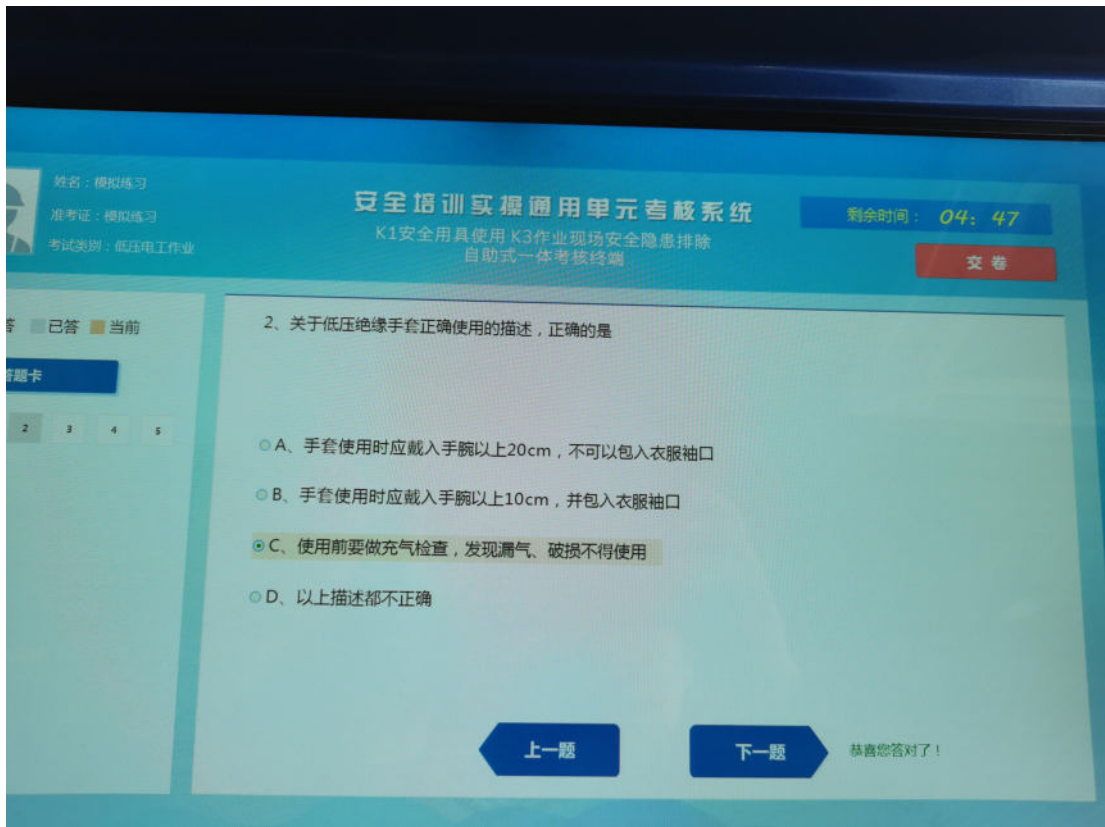 姓名：模拟练习
准考证：模拟练习
考试类别：低压电工作业
安全培训实操通用单元考核系统
K1安全用具使用 K3作业现场安全隐患排除
自助式一体考核终端
剩余时间： 04: 47
交 卷
答 已答 当前
答题卡
2 3 4 5
2、关于低压绝缘手套正确使用的描述，正确的是
A、手套使用时应戴入手腕以上20cm，不可以包入衣服袖口
B、手套使用时应戴入手腕以上10cm，并包入衣服袖口
C、使用前要做充气检查，发现漏气、破损不得使用
D、以上描述都不正确
上一题
下一题
恭喜您答对了！